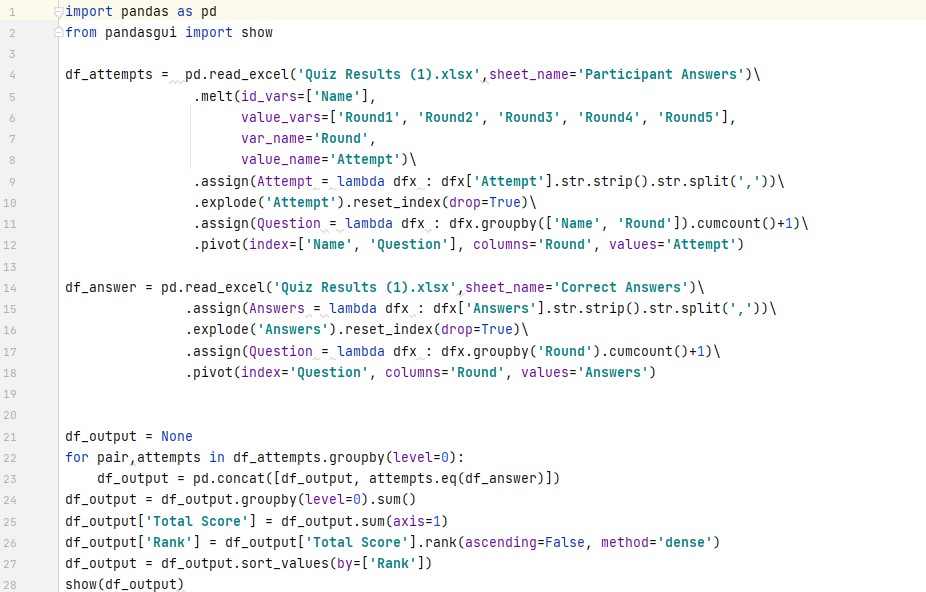 1 import pandas as pd
2 from pandasgui import show
3
4 df_attempts =  pd.read_excel('Quiz Results (1).xlsx',sheet_name='Participant Answers')\
5                 .melt(id_vars=['Name'],
6                       value_vars=['Round1', 'Round2', 'Round3', 'Round4', 'Round5'],
7                       var_name='Round',
8                       value_name='Attempt')\
9                 .assign(Attempt = lambda dfx : dfx['Attempt'].str.strip().str.split(','))\
10                 .explode('Attempt').reset_index(drop=True)\
11                 .assign(Question = lambda dfx : dfx.groupby(['Name', 'Round']).cumcount()+1)\
12                 .pivot(index=['Name', 'Question'], columns='Round', values='Attempt')
13
14 df_answer = pd.read_excel('Quiz Results (1).xlsx',sheet_name='Correct Answers')\
15                .assign(Answers = lambda dfx : dfx['Answers'].str.strip().str.split(','))\
16                .explode('Answers').reset_index(drop=True)\
17                .assign(Question = lambda dfx : dfx.groupby('Round').cumcount()+1)\
18                .pivot(index='Question', columns='Round', values='Answers')
19
20
21 df_output = None
22 for pair,attempts in df_attempts.groupby(level=0):
23     df_output = pd.concat([df_output, attempts.eq(df_answer)])
24 df_output = df_output.groupby(level=0).sum()
25 df_output['Total Score'] = df_output.sum(axis=1)
26 df_output['Rank'] = df_output['Total Score'].rank(ascending=False, method='dense')
27 df_output = df_output.sort_values(by=['Rank'])
28 show(df_output)